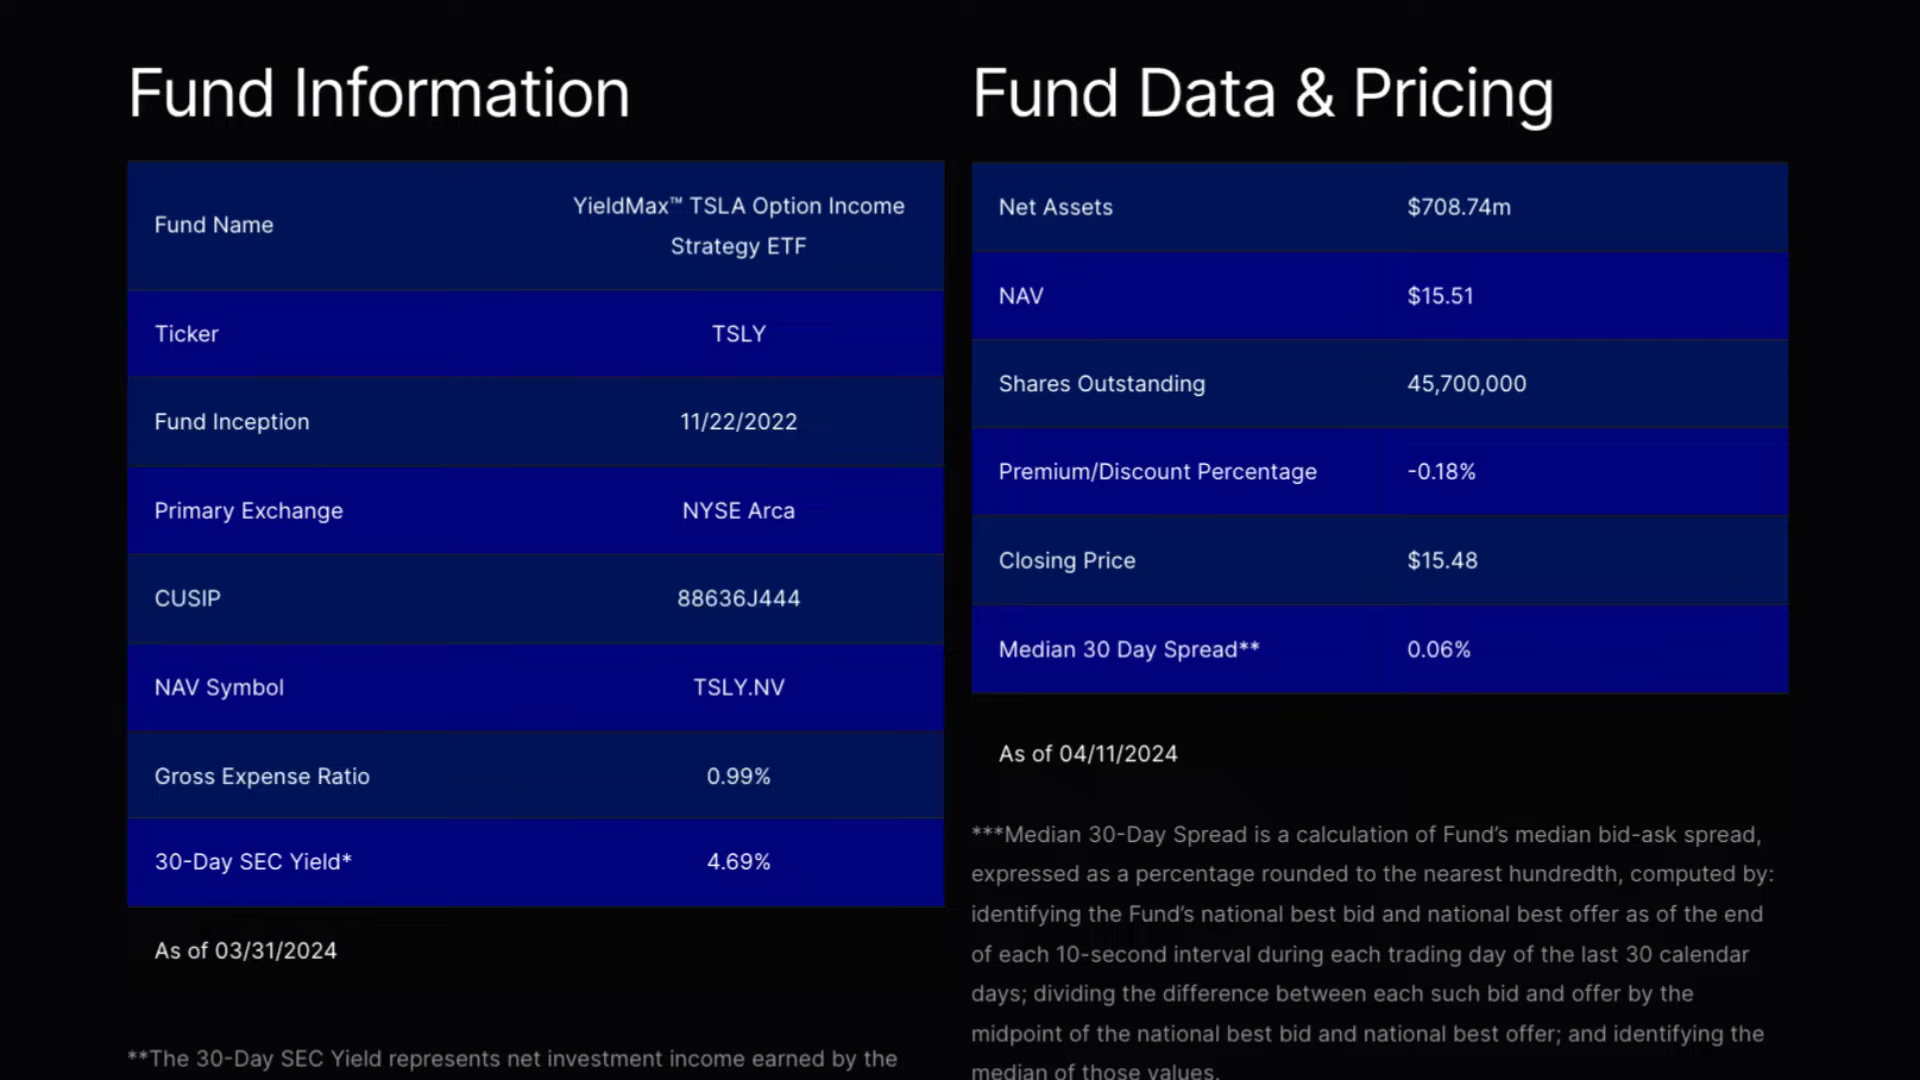 Fund Information
Fund Name
YieldMax™ TSLA Option Income
Strategy ETF
Ticker TSLY
Fund Inception 11/22/2022
Primary Exchange NYSE Arca
CUSIP 88636J444
NAV Symbol TSLY.NV
Gross Expense Ratio 0.99%
30-Day SEC Yield* 4.69%
As of 03/31/2024
**The 30-Day SEC Yield represents net investment income earned by the
Fund Data & Pricing
Net Assets $708.74m
NAV $15.51
Shares Outstanding 45,700,000
Premium/Discount Percentage -0.18%
Closing Price $15.48
Median 30 Day Spread** 0.06%
As of 04/11/2024
***Median 30-Day Spread is a calculation of Fund’s median bid-ask spread,
expressed as a percentage rounded to the nearest hundredth, computed by:
identifying the Fund’s national best bid and national best offer as of the end
of each 10-second interval during each trading day of the last 30 calendar
days; dividing the difference between each such bid and offer by the
midpoint of the national best bid and national best offer; and identifying the
median of those values.